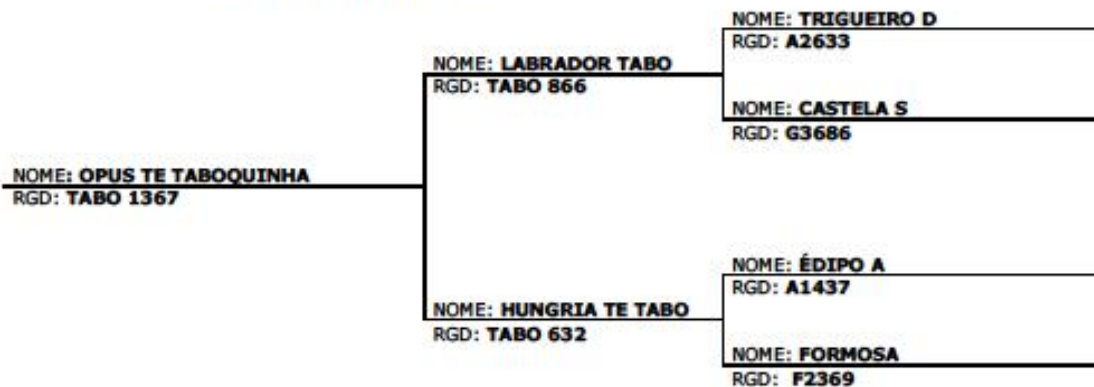 NOME: TRIGUEIRO D
RGD: A2633
NOME: LABRADOR TABO
RGD: TABO 866
NOME: CASTELA S
RGD: G3686
NOME: OPUS TE TABOQUINHA
RGD: TABO 1367
NOME: ÉDIPO A
RGD: A1437
NOME: HUNGRIA TE TABO
RGD: TABO 632
NOME: FORMOSA
RGD: F2369